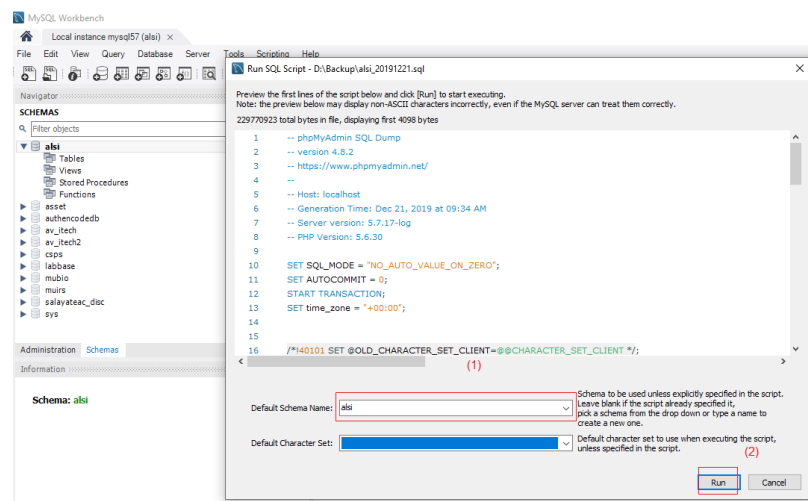 MySQL Workbench
Local instance mysql57 (alsi) ×
File Edit View Query Database Server Tools Scripting Help
Navigator
SCHEMAS
Filter objects
alsi
Tables
Views
Stored Procedures
Functions
asset
authencodedb
av_itech
av_itech2
csps
labbase
mubio
muirs
salayateac_disc
sys
Administration Schemas
Information
Schema: alsi
Run SQL Script - D:\Backup\alsi_20191221.sql
Preview the first lines of the script below and click [Run] to start executing.
Note: the preview below may display non-ASCII characters incorrectly, even if the MySQL server can treat them correctly.
229770923 total bytes in file, displaying first 4098 bytes
1 -- phpMyAdmin SQL Dump
2 -- version 4.8.2
3 -- https://www.phpmyadmin.net/
4 --
5 -- Host: localhost
6 -- Generation Time: Dec 21, 2019 at 09:34 AM
7 -- Server version: 5.7.17-log
8 -- PHP Version: 5.6.30
9
10 SET SQL_MODE = "NO_AUTO_VALUE_ON_ZERO";
11 SET AUTOCOMMIT = 0;
12 START TRANSACTION;
13 SET time_zone = "+00:00";
14
15
16 /*!40101 SET @OLD_CHARACTER_SET_CLIENT=@@CHARACTER_SET_CLIENT */;
(1)
Default Schema Name: alsi
Schema to be used unless explicitly specified in the script.
Leave blank if the script already specified it,
pick a schema from the drop down or type a name to
create a new one.
Default Character Set:
Default character set to use when executing the script,
unless specified in the script.
(2)
Run Cancel